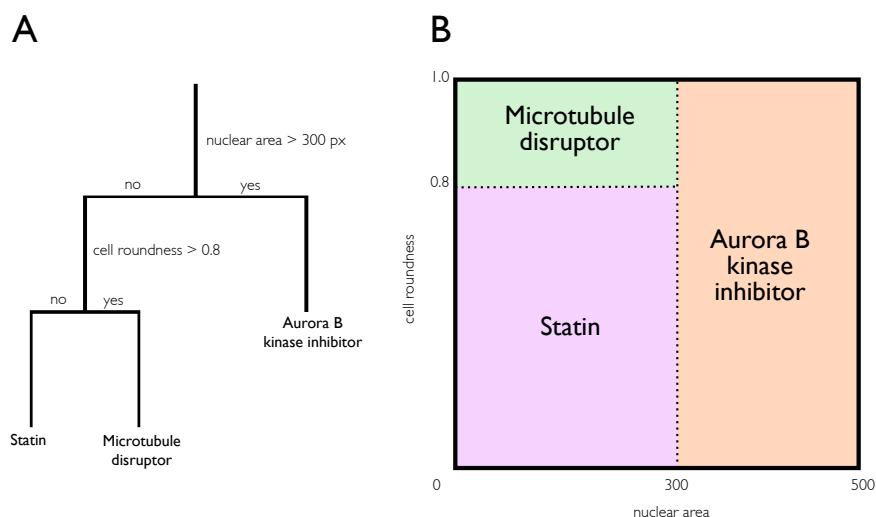 A
nuclear area > 300 px
no
yes
cell roundness > 0.8
no
yes
Aurora B
kinase inhibitor
Statin
Microtubule
disruptor
B
1.0
Microtubule
disruptor
0.8
cell roundness
Aurora B
kinase
inhibitor
Statin
0
300
500
nuclear area